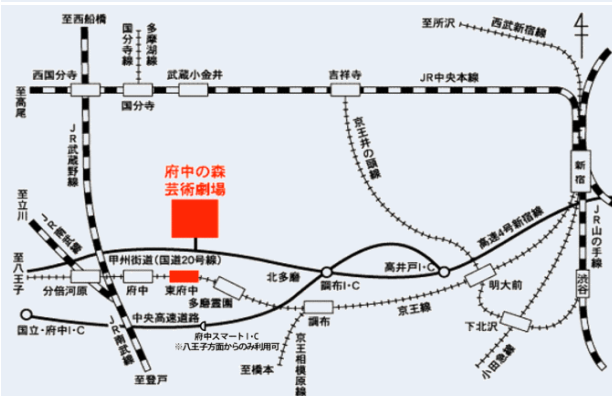 至西船橋
多摩湖線
国分寺線
至所沢
西武新宿線
西国分寺
武蔵小金井
吉祥寺
JR中央本線
至高尾
国分寺
JR武蔵野線
京王井の頭線
新宿
府中の森
芸術劇場
至立川
JR南武線
高速4号新宿線
JR山の手線
甲州街道(国道20号線)
至八王子
北多摩
高井戸I・C
調布I・C
渋谷
分倍河原
府中
東府中
多磨霊園
明大前
京王線
中央高速道路
調布
下北沢
国立・府中I・C
JR南武線
府中スマートI・C
※八王子方面からのみ利用可
小田急線
至登戸
至橋本
京王相模原線